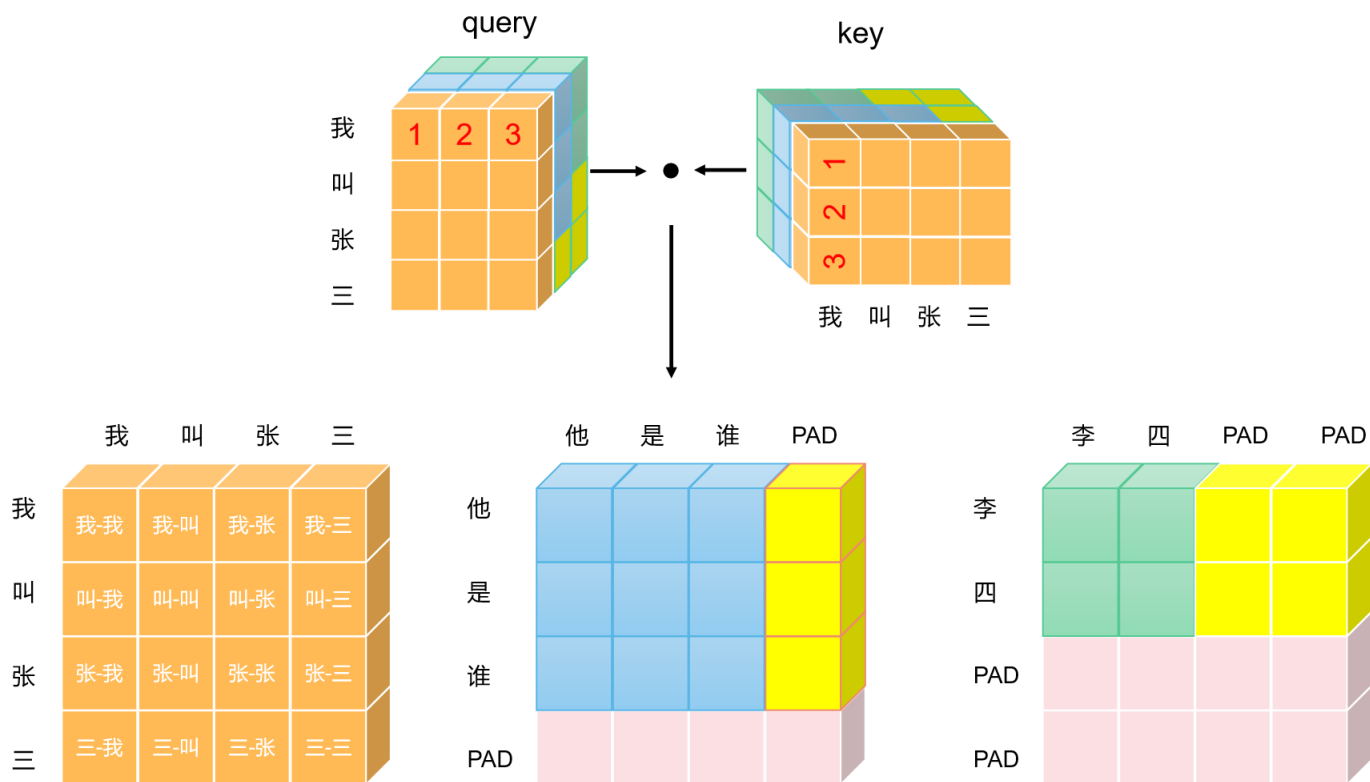 query
key
我
1 2 3
叫
张
三
1
2
3
我 叫 张 三
我 叫 张 三
我 我-我 我-叫 我-张 我-三
叫 叫-我 叫-叫 叫-张 叫-三
张 张-我 张-叫 张-张 张-三
三 三-我 三-叫 三-张 三-三
他 是 谁 PAD
他
是
谁
PAD
李 四 PAD PAD
李
四
PAD
PAD